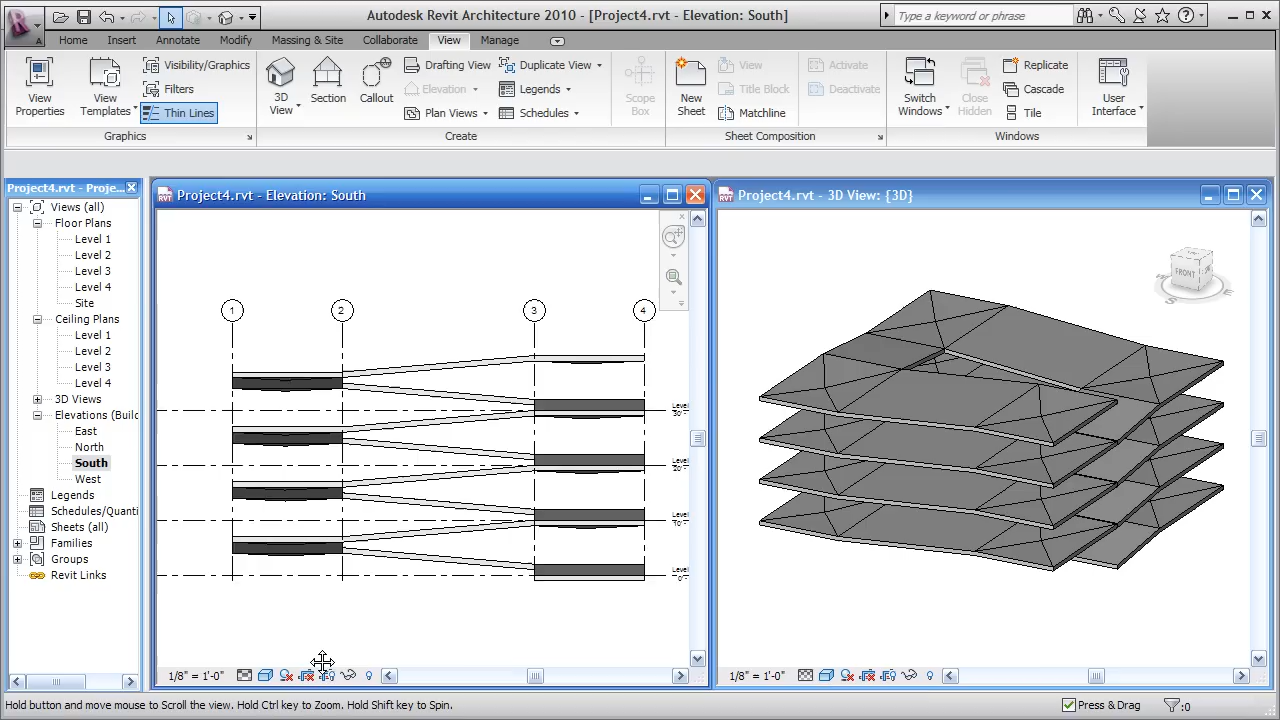 Autodesk Revit Architecture 2010 - [Project4.rvt - Elevation: South]
Type a keyword or phrase
Home Insert Annotate Modify Massing & Site Collaborate View Manage
View Properties
View Templates
Visibility/Graphics
Filters
Thin Lines
Graphics
3D View
Section
Callout
Drafting View
Elevation
Plan Views
Duplicate View
Legends
Schedules
Create
Scope Box
New Sheet
View
Title Block
Matchline
Activate
Deactivate
Sheet Composition
Switch Windows
Close Hidden
Replicate
Cascade
Tile
Windows
User Interface
Project4.rvt - Proje...
Views (all)
Floor Plans
Level 1
Level 2
Level 3
Level 4
Site
Ceiling Plans
Level 1
Level 2
Level 3
Level 4
3D Views
Elevations (Builc
East
North
South
West
Legends
Schedules/Quanti
Sheets (all)
Families
Groups
Revit Links
Project4.rvt - Elevation: South
1 2 3 4
Level
Level
Level
Level
1/8" = 1'-0"
Project4.rvt - 3D View: {3D}
FRONT
W S E
1/8" = 1'-0"
Hold button and move mouse to Scroll the view. Hold Ctrl key to Zoom. Hold Shift key to Spin.
Press & Drag
:0